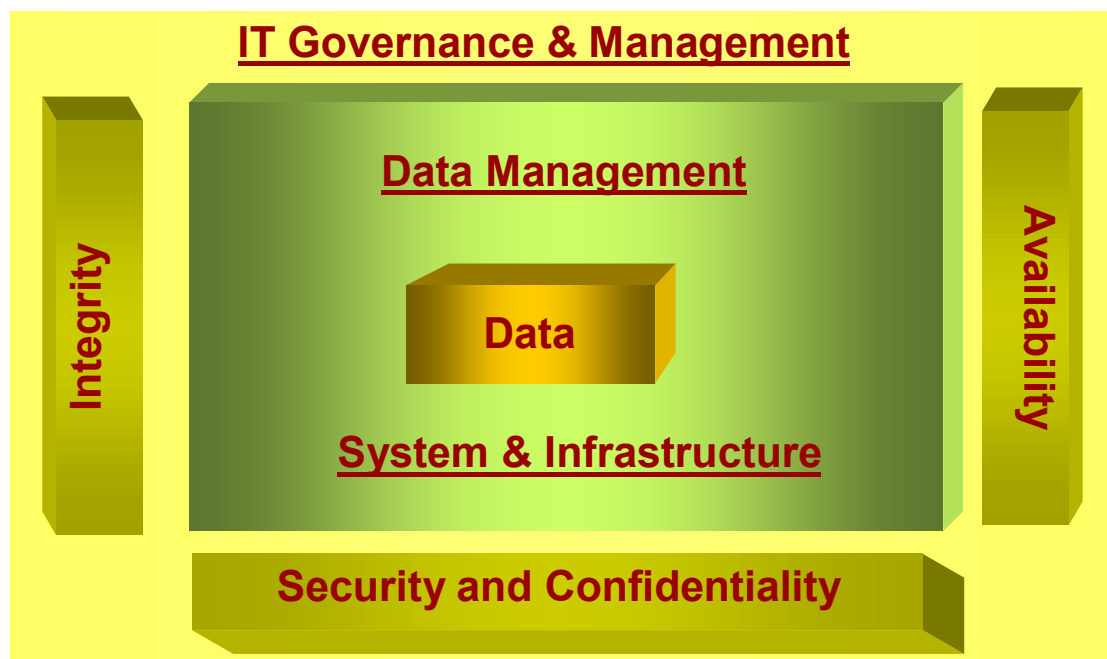 IT Governance & Management
Data Management
Integrity
Data
Availability
System & Infrastructure
Security and Confidentiality